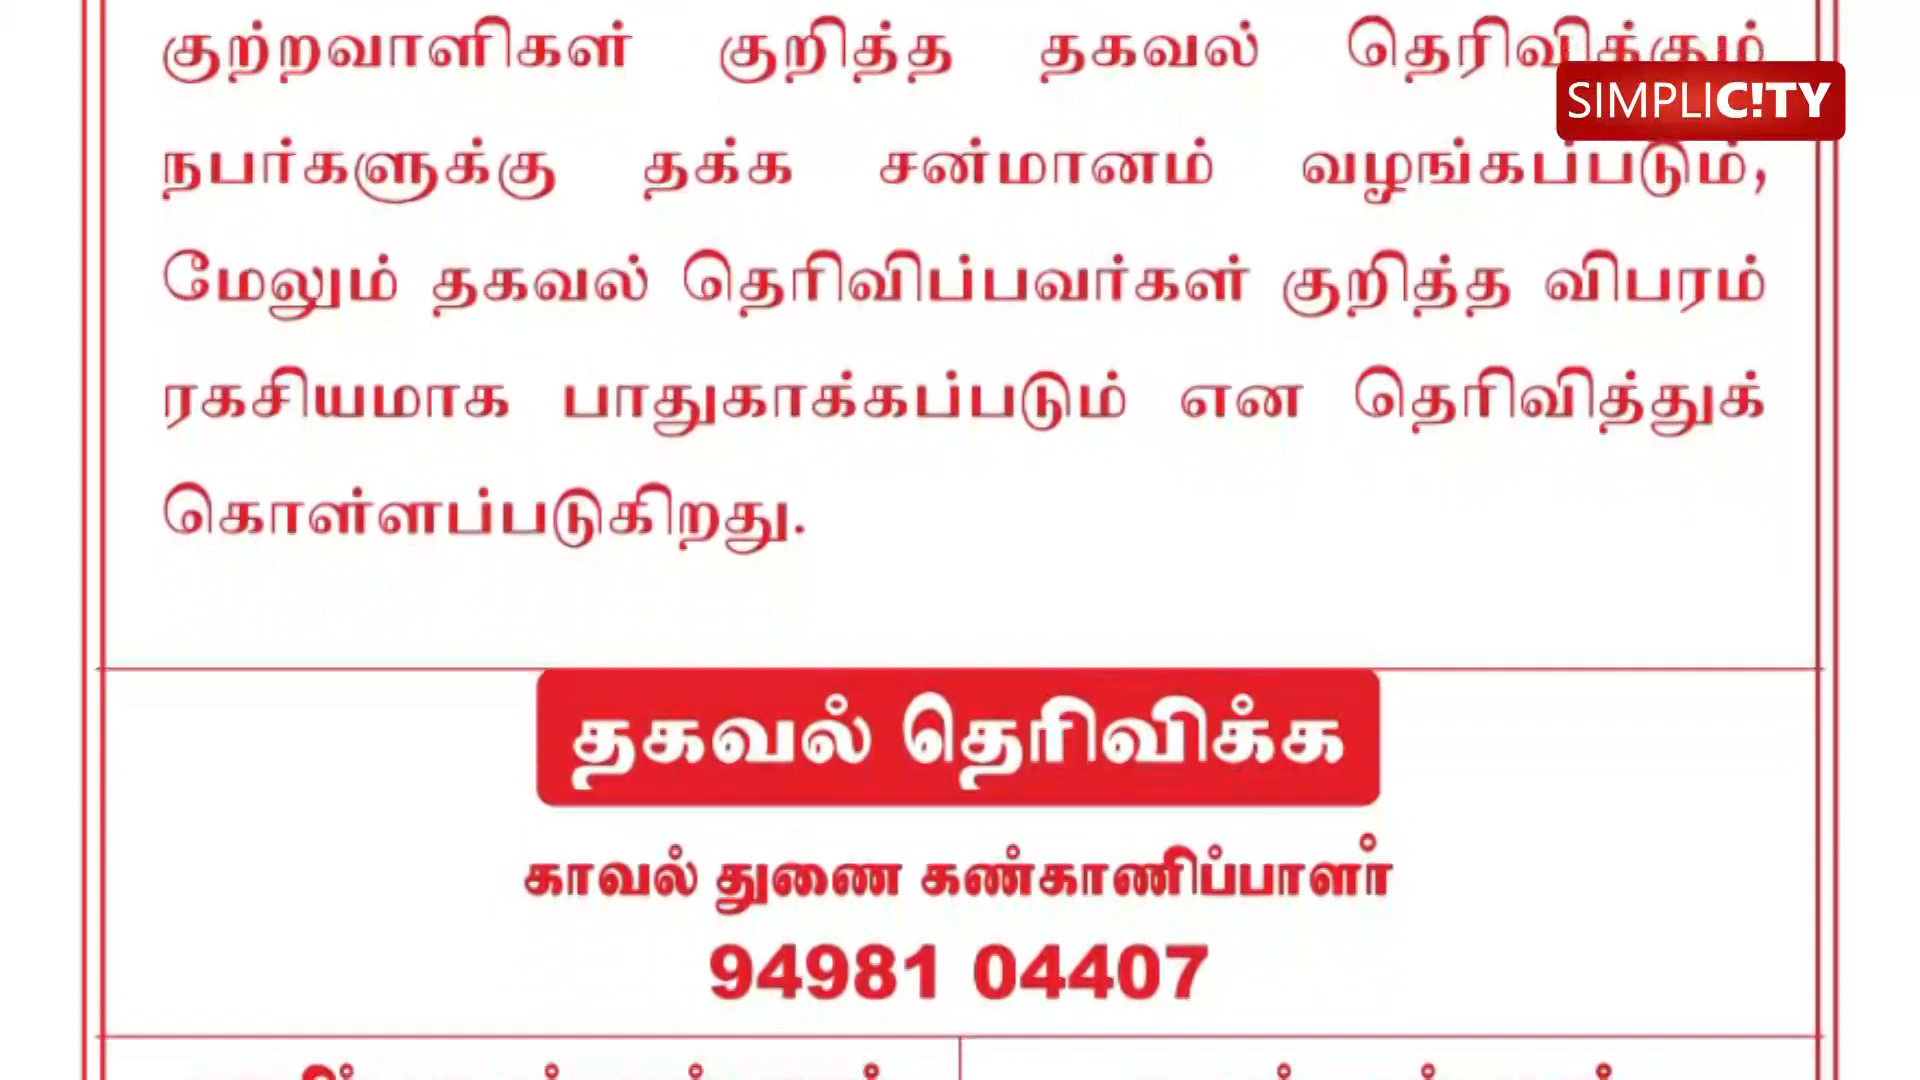 குற்றவாளிகள் குறித்த தகவல் தெரிவிக்கும்
SIMPLIC!TY
நபர்களுக்கு தக்க சன்மானம் வழங்கப்படும்,
மேலும் தகவல் தெரிவிப்பவர்கள் குறித்த விபரம்
ரகசியமாக பாதுகாக்கப்படும் என தெரிவித்துக்
கொள்ளப்படுகிறது.
தகவல் தெரிவிக்க
காவல் துணை கண்காணிப்பாளர்
94981 04407